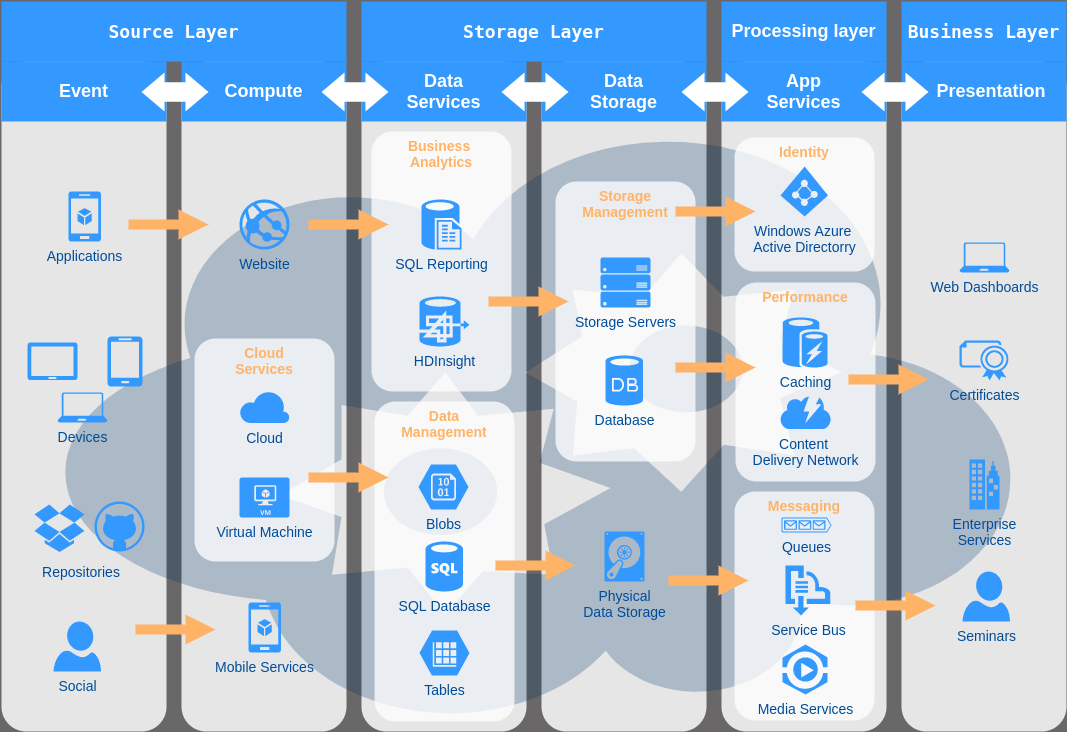 Source Layer
Storage Layer
Processing layer
Business Layer
Event
Compute
Data
Services
Data
Storage
App
Services
Presentation
Applications
Devices
Repositories
Social
Website
Cloud
Services
Cloud
VM
Virtual Machine
Mobile Services
Business
Analytics
SQL Reporting
HDInsight
Data
Management
10
01
Blobs
SQL
SQL Database
Tables
Storage
Management
Storage Servers
DB
Database
Physical
Data Storage
Identity
Windows Azure
Active Directorry
Performance
Caching
Content
Delivery Network
Messaging
Queues
Service Bus
Media Services
Web Dashboards
Certificates
Enterprise
Services
Seminars